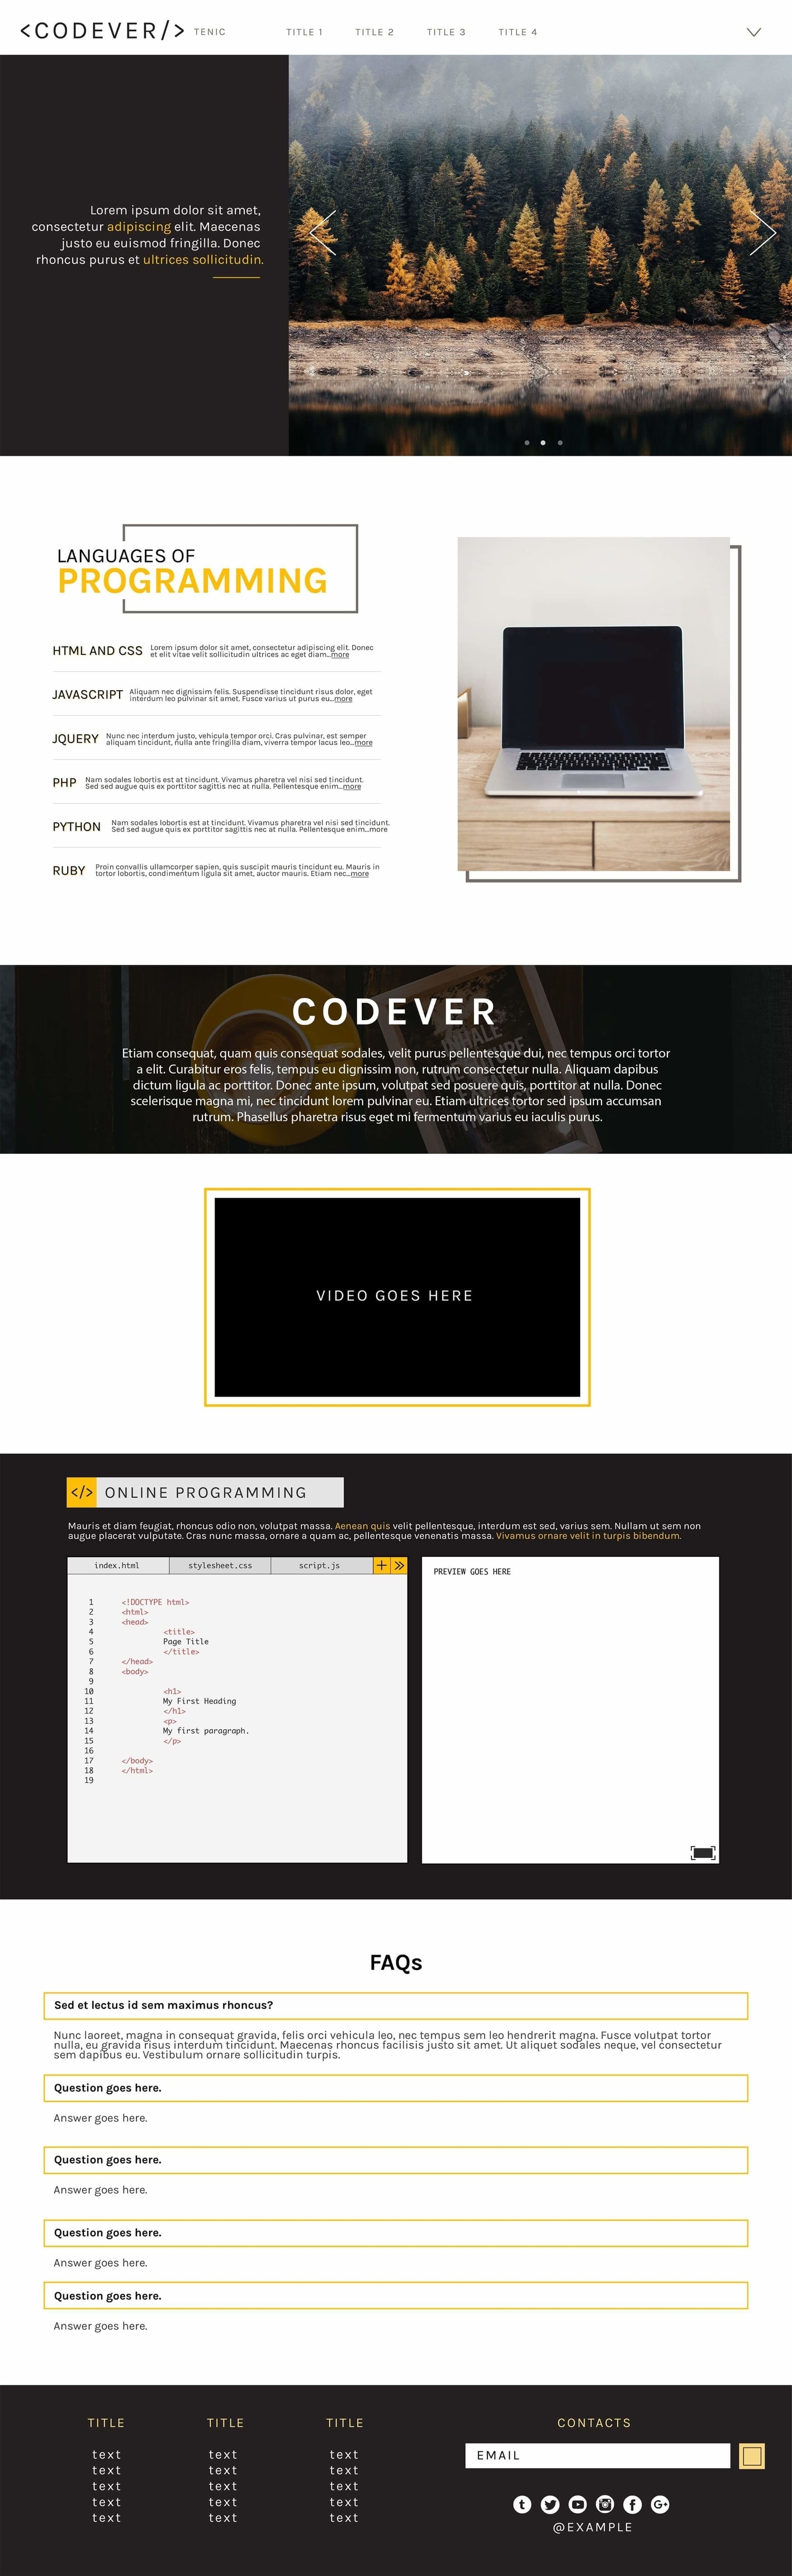 <CODEVER/> TENIC TITLE 1 TITLE 2 TITLE 3 TITLE 4
Lorem ipsum dolor sit amet,
consectetur adipiscing elit. Maecenas
justo eu euismod fringilla. Donec
rhoncus purus et ultrices sollicitudin.
LANGUAGES OF
PROGRAMMING
HTML AND CSS Lorem ipsum dolor sit amet, consectetur adipiscing elit. Donec
et elit vitae velit sollicitudin ultrices ac eget diam...more
JAVASCRIPT Aliquam nec dignissim felis. Suspendisse tincidunt risus dolor, eget
interdum leo pulvinar sit amet. Fusce varius ut purus eu...more
JQUERY Nunc nec interdum justo, vehicula tempor orci. Cras pulvinar, est semper
aliquam tincidunt, nulla ante fringilla diam, viverra tempor lacus leo...more
PHP Nam sodales lobortis est at tincidunt. Vivamus pharetra vel nisi sed tincidunt.
Sed sed augue quis ex porttitor sagittis nec at nulla. Pellentesque enim...more
PYTHON Nam sodales lobortis est at tincidunt. Vivamus pharetra vel nisi sed tincidunt.
Sed sed augue quis ex porttitor sagittis nec at nulla. Pellentesque enim...more
RUBY Proin convallis ullamcorper sapien, quis suscipit mauris tincidunt eu. Mauris in
tortor lobortis, condimentum ligula sit amet, auctor mauris. Etiam nec...more
CODEVER
Etiam consequat, quam quis consequat sodales, velit purus pellentesque dui, nec tempus orci tortor
a elit. Curabitur eros felis, tempus eu dignissim non, rutrum consectetur nulla. Aliquam dapibus
dictum ligula ac porttitor. Donec ante ipsum, volutpat sed posuere quis, porttitor at nulla. Donec
scelerisque magna mi, nec tincidunt lorem pulvinar eu. Etiam ultrices tortor sed ipsum accumsan
rutrum. Phasellus pharetra risus eget mi fermentum varius eu iaculis purus.
VIDEO GOES HERE
</> ONLINE PROGRAMMING
Mauris et diam feugiat, rhoncus odio non, volutpat massa. Aenean quis velit pellentesque, interdum est sed, varius sem. Nullam ut sem non
augue placerat vulputate. Cras nunc massa, ornare a quam ac, pellentesque venenatis massa. Vivamus ornare velit in turpis bibendum.
index.html stylesheet.css script.js + »
PREVIEW GOES HERE
1 <!DOCTYPE html>
2 <html>
3 <head>
4 <title>
5 Page Title
6 </title>
7 </head>
8 <body>
9
10 <h1>
11 My First Heading
12 </h1>
13 <p>
14 My first paragraph.
15 </p>
16
17 </body>
18 </html>
19
FAQs
Sed et lectus id sem maximus rhoncus?
Nunc laoreet, magna in consequat gravida, felis orci vehicula leo, nec tempus sem leo hendrerit magna. Fusce volutpat tortor
nulla, eu gravida risus interdum tincidunt. Maecenas rhoncus facilisis justo sit amet. Ut aliquet sodales neque, vel consectetur
sem dapibus eu. Vestibulum ornare sollicitudin turpis.
Question goes here.
Answer goes here.
Question goes here.
Answer goes here.
Question goes here.
Answer goes here.
Question goes here.
Answer goes here.
TITLE TITLE TITLE CONTACTS
text text text
text text text
text text text
text text text
text text text
EMAIL
@EXAMPLE